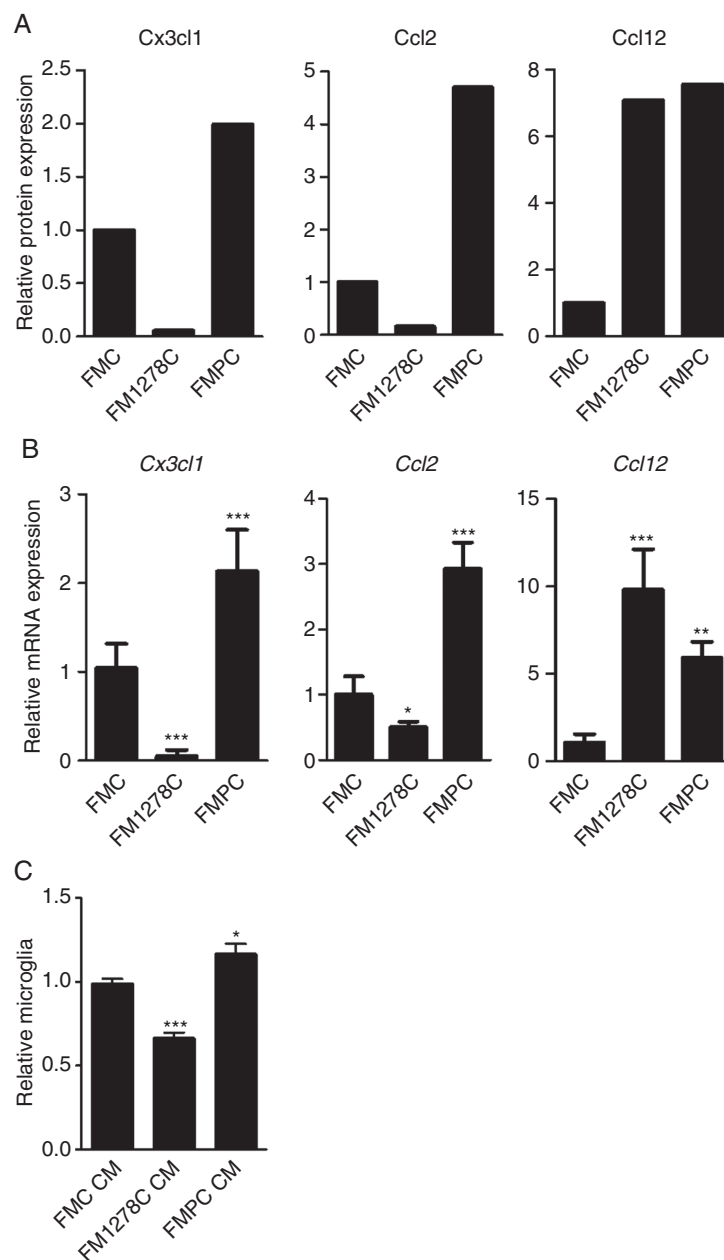 A
Cx3cl1
Ccl2
Ccl12
Relative protein expression
2.5
2.0
1.5
1.0
0.5
0.0
5
4
3
2
1
0
8
6
4
2
0
FMC
FM1278C
FMPC
FMC
FM1278C
FMPC
FMC
FM1278C
FMPC
B
Cx3cl1
Ccl2
Ccl12
Relative mRNA expression
3
2
1
0
***
***
4
3
2
1
0
*
***
15
10
5
0
***
**
FMC
FM1278C
FMPC
FMC
FM1278C
FMPC
FMC
FM1278C
FMPC
C
Relative microglia
1.5
1.0
0.5
0.0
***
*
FMC CM
FM1278C CM
FMPC CM